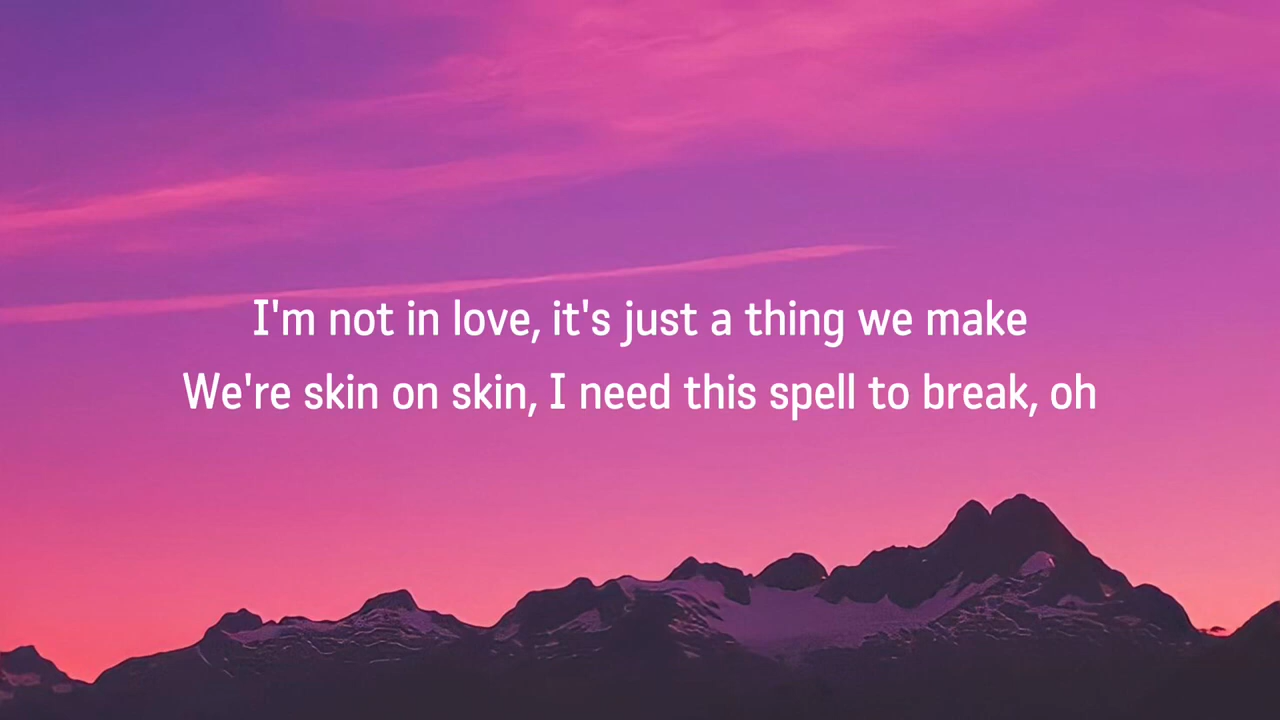 I'm not in love, it's just a thing we make
We're skin on skin, I need this spell to break, oh